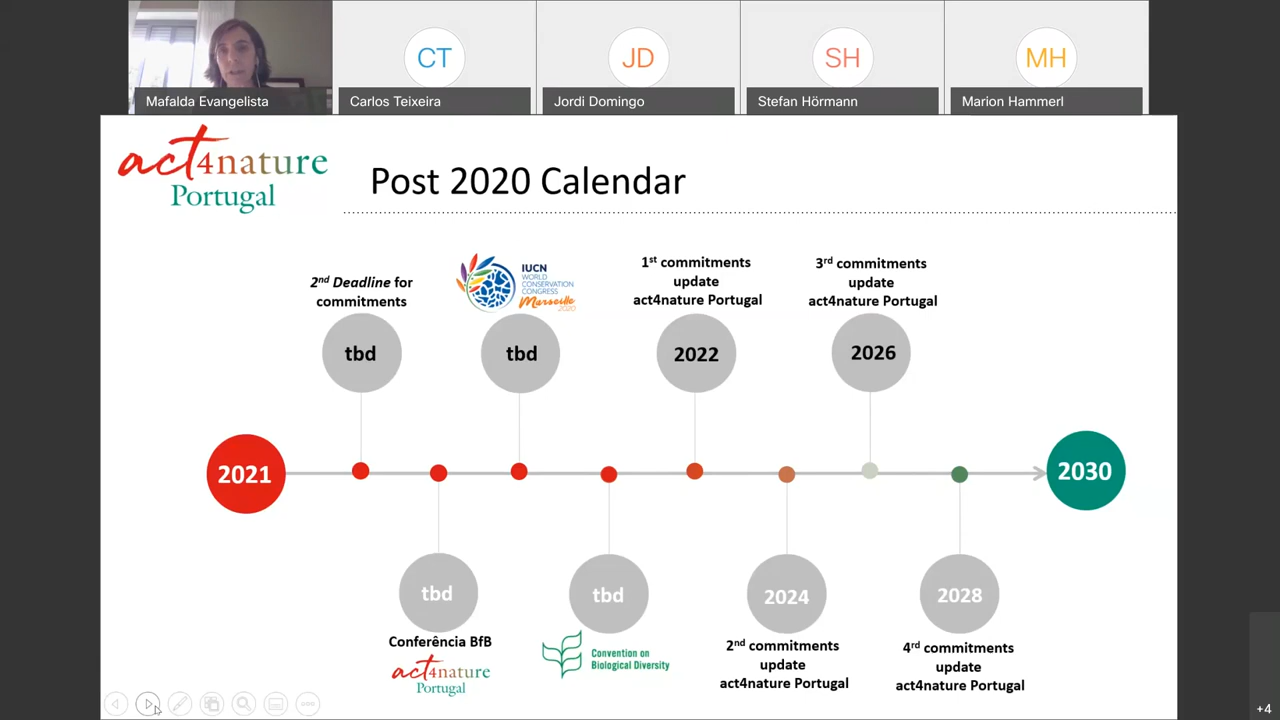 CT
JD
SH
MH
Mafalda Evangelista
Carlos Teixeira
Jordi Domingo
Stefan Hörmann
Marion Hammerl
act4nature
Portugal
Post 2020 Calendar
2nd Deadline for
commitments
IUCN
WORLD
CONSERVATION
CONGRESS
Marseille
2020
1st commitments
update
act4nature Portugal
3rd commitments
update
act4nature Portugal
tbd
tbd
2022
2026
2021
2030
tbd
tbd
2024
2028
Conferência BfB
act4nature
Portugal
Convention on
Biological Diversity
2nd commitments
update
act4nature Portugal
4rd commitments
update
act4nature Portugal
+4